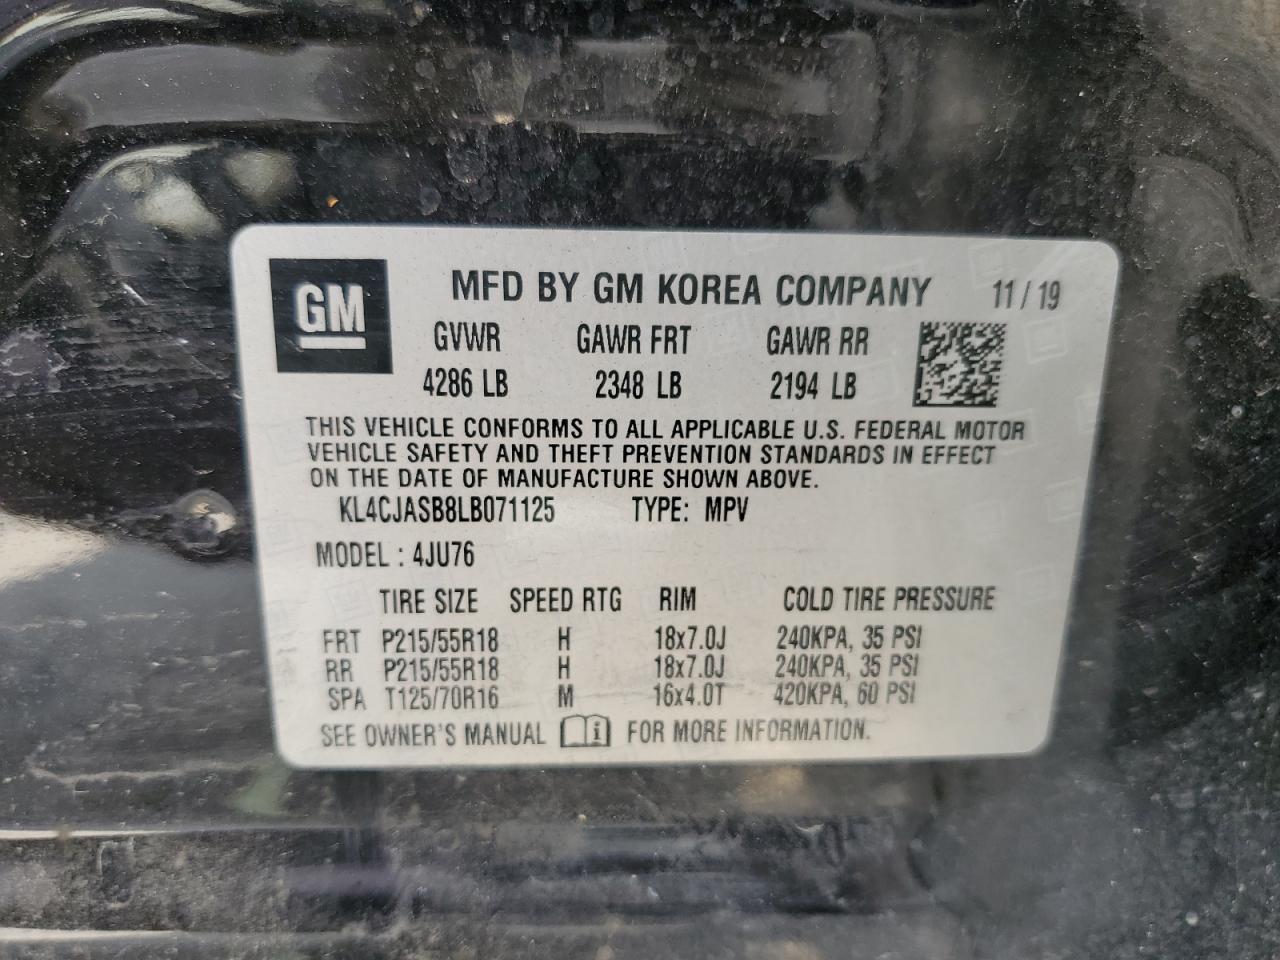 GM
MFD BY GM KOREA COMPANY 11/19
GVWR GAWR FRT GAWR RR
4286 LB 2348 LB 2194 LB
THIS VEHICLE CONFORMS TO ALL APPLICABLE U.S. FEDERAL MOTOR
VEHICLE SAFETY AND THEFT PREVENTION STANDARDS IN EFFECT
ON THE DATE OF MANUFACTURE SHOWN ABOVE.
KL4CJASB8LB071125 TYPE: MPV
MODEL : 4JU76
TIRE SIZE SPEED RTG RIM COLD TIRE PRESSURE
FRT P215/55R18 H 18x7.0J 240KPA, 35 PSI
RR P215/55R18 H 18x7.0J 240KPA, 35 PSI
SPA T125/70R16 M 16x4.0T 420KPA, 60 PSI
SEE OWNER'S MANUAL i FOR MORE INFORMATION.